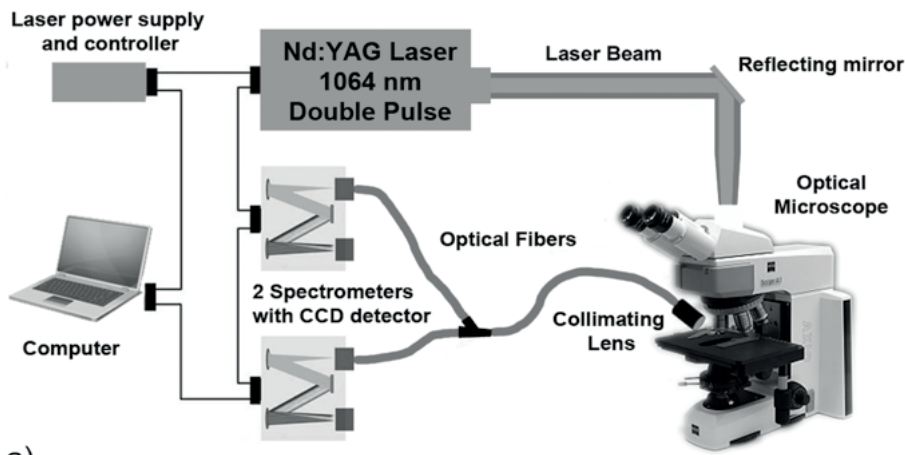 Laser power supply
and controller
Nd:YAG Laser
1064 nm
Double Pulse
Laser Beam
Reflecting mirror
Optical
Microscope
Optical Fibers
2 Spectrometers
with CCD detector
Collimating
Lens
Computer